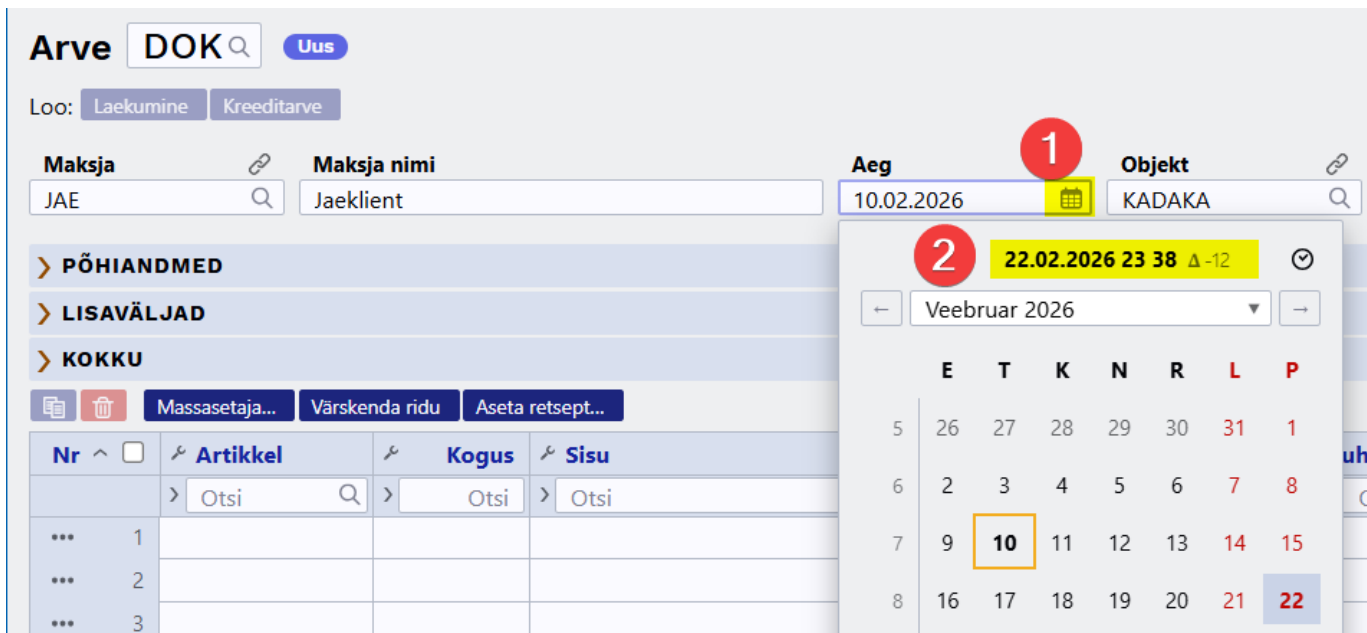 Arve DOK Uus
Loo: Laekumine Kreeditarve
Maksja Maksja nimi Aeg 1 Objekt
JAE Jaeklient 10.02.2026 KADAKA
2 22.02.2026 23 38 Δ -12
PÕHIANDMED
Veebruar 2026
LISAVÄLJAD
KOKKU
E T K N R L P
Massasetaja... Värskenda ridu Aseta retsept...
5 26 27 28 29 30 31 1
Nr Artikkel Kogus Sisu
Otsi Otsi Otsi
6 2 3 4 5 6 7 8
1
7 9 10 11 12 13 14 15
2
8 16 17 18 19 20 21 22
3